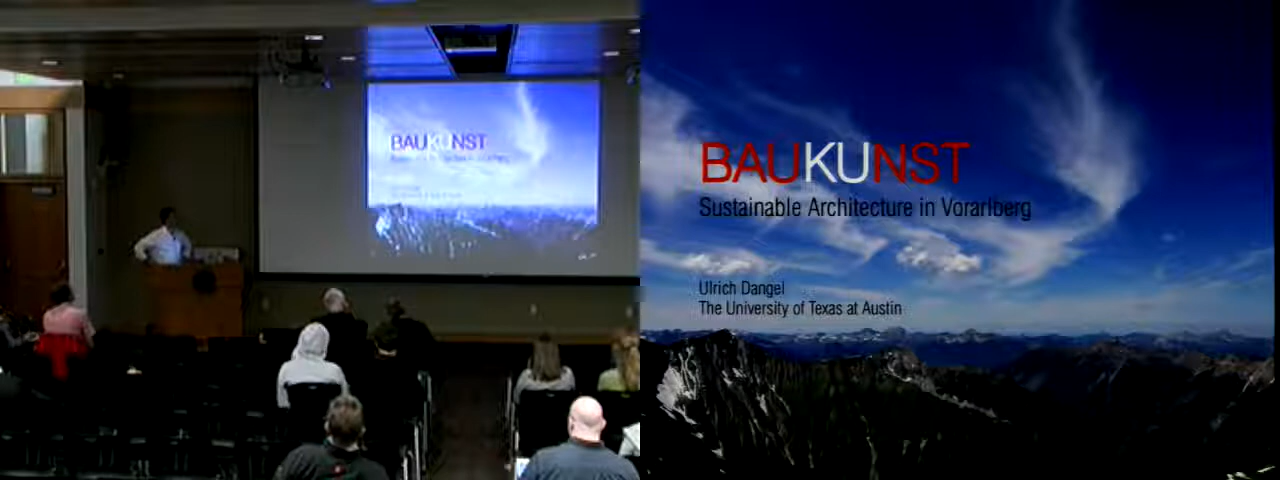 BAUKUNST
BAUKUNST
Sustainable Architecture in Vorarlberg
Ulrich Dangel
The University of Texas at Austin